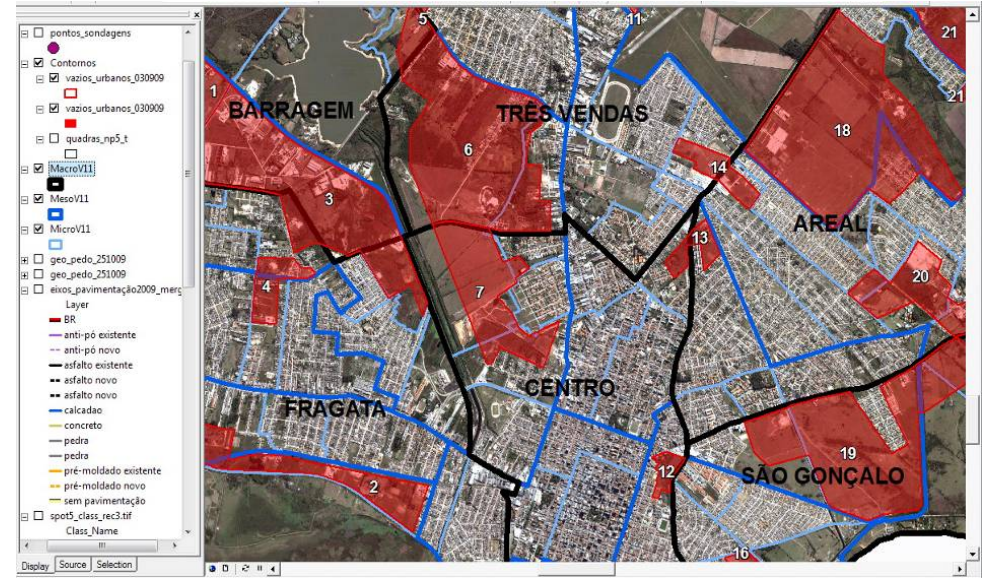 pontos_sondagens
Contornos
vazios_urbanos_030909
vazios_urbanos_030909
quadras_np5_t
MacroV11
MesoV11
MicroV11
geo_pedo_251009
geo_pedo_251009
eixos_pavimentação2009_merg
Layer
BR
anti-pó existente
anti-pó novo
asfalto existente
asfalto novo
asfalto novo
calcadao
concreto
pedra
pedra
pré-moldado existente
pré-moldado novo
sem pavimentação
spot5_class_rec3.tif
Class_Name
Display Source Selection
5
11
21
1
BARRAGEM
TRÊS VENDAS
21
18
6
14
3
AREAL
13
20
4
7
CENTRO
FRAGATA
19
12
SÃO GONÇALO
2
16